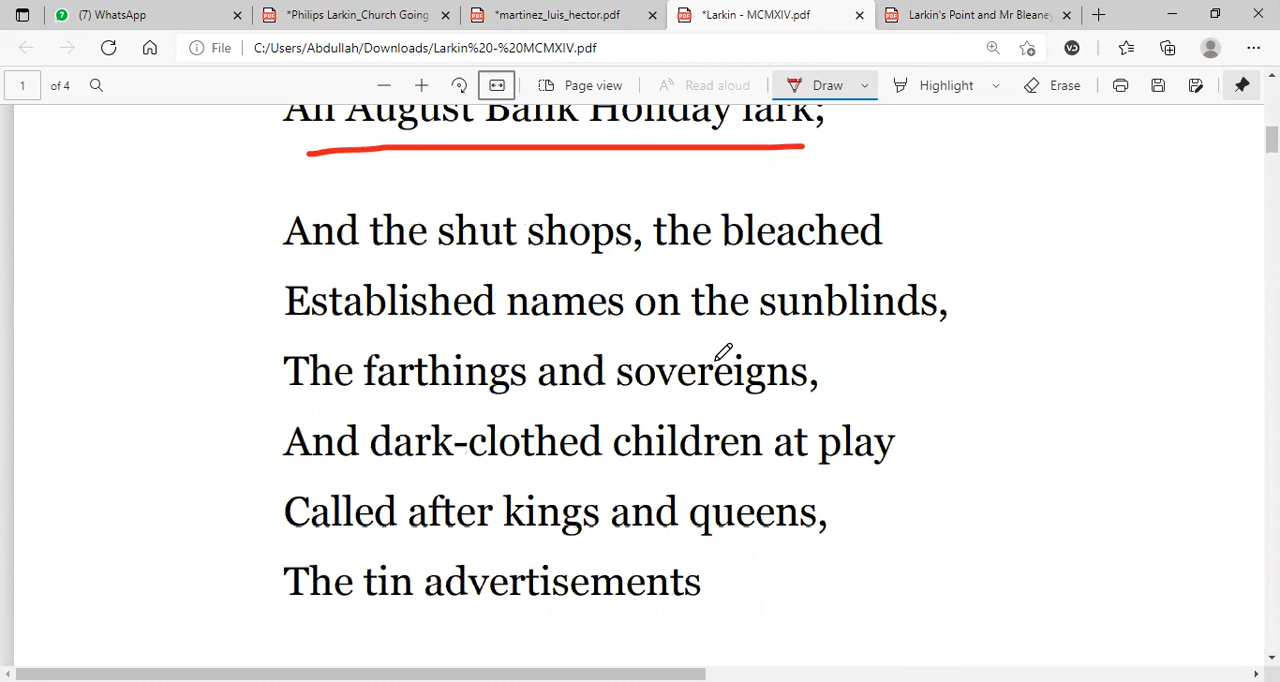 (7) WhatsApp
*Philips Larkin_Church Going
*martinez_luis_hector.pdf
*Larkin - MCMXIV.pdf
Larkin's Point and Mr Bleaney
File
C:/Users/Abdullah/Downloads/Larkin%20-%20MCMXIV.pdf
1 of 4
Page view
Read aloud
Draw
Highlight
Erase
An August Bank Holiday lark;
And the shut shops, the bleached
Established names on the sunblinds,
The farthings and sovereigns,
And dark-clothed children at play
Called after kings and queens,
The tin advertisements